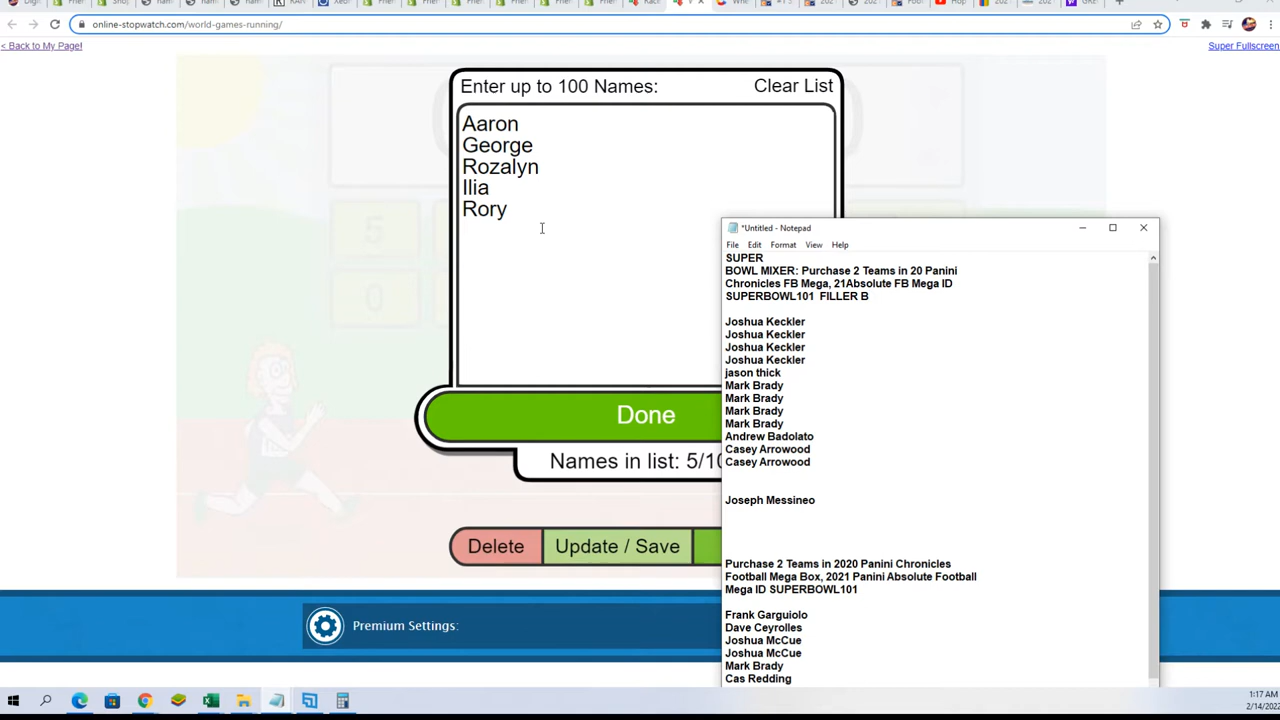 online-stopwatch.com/world-games-running/
< Back to My Page!
Super Fullscreen
Enter up to 100 Names:
Clear List
Aaron
George
Rozalyn
Ilia
Rory
Done
Names in list: 5/10
Delete
Update / Save
Premium Settings:
*Untitled - Notepad
File Edit Format View Help
SUPER
BOWL MIXER: Purchase 2 Teams in 20 Panini
Chronicles FB Mega, 21Absolute FB Mega ID
SUPERBOWL101 FILLER B
Joshua Keckler
Joshua Keckler
Joshua Keckler
Joshua Keckler
jason thick
Mark Brady
Mark Brady
Mark Brady
Mark Brady
Andrew Badolato
Casey Arrowood
Casey Arrowood
Joseph Messineo
Purchase 2 Teams in 2020 Panini Chronicles
Football Mega Box, 2021 Panini Absolute Football
Mega ID SUPERBOWL101
Frank Garguiolo
Dave Ceyrolles
Joshua McCue
Joshua McCue
Mark Brady
Cas Redding
1:17 AM
2/14/2022